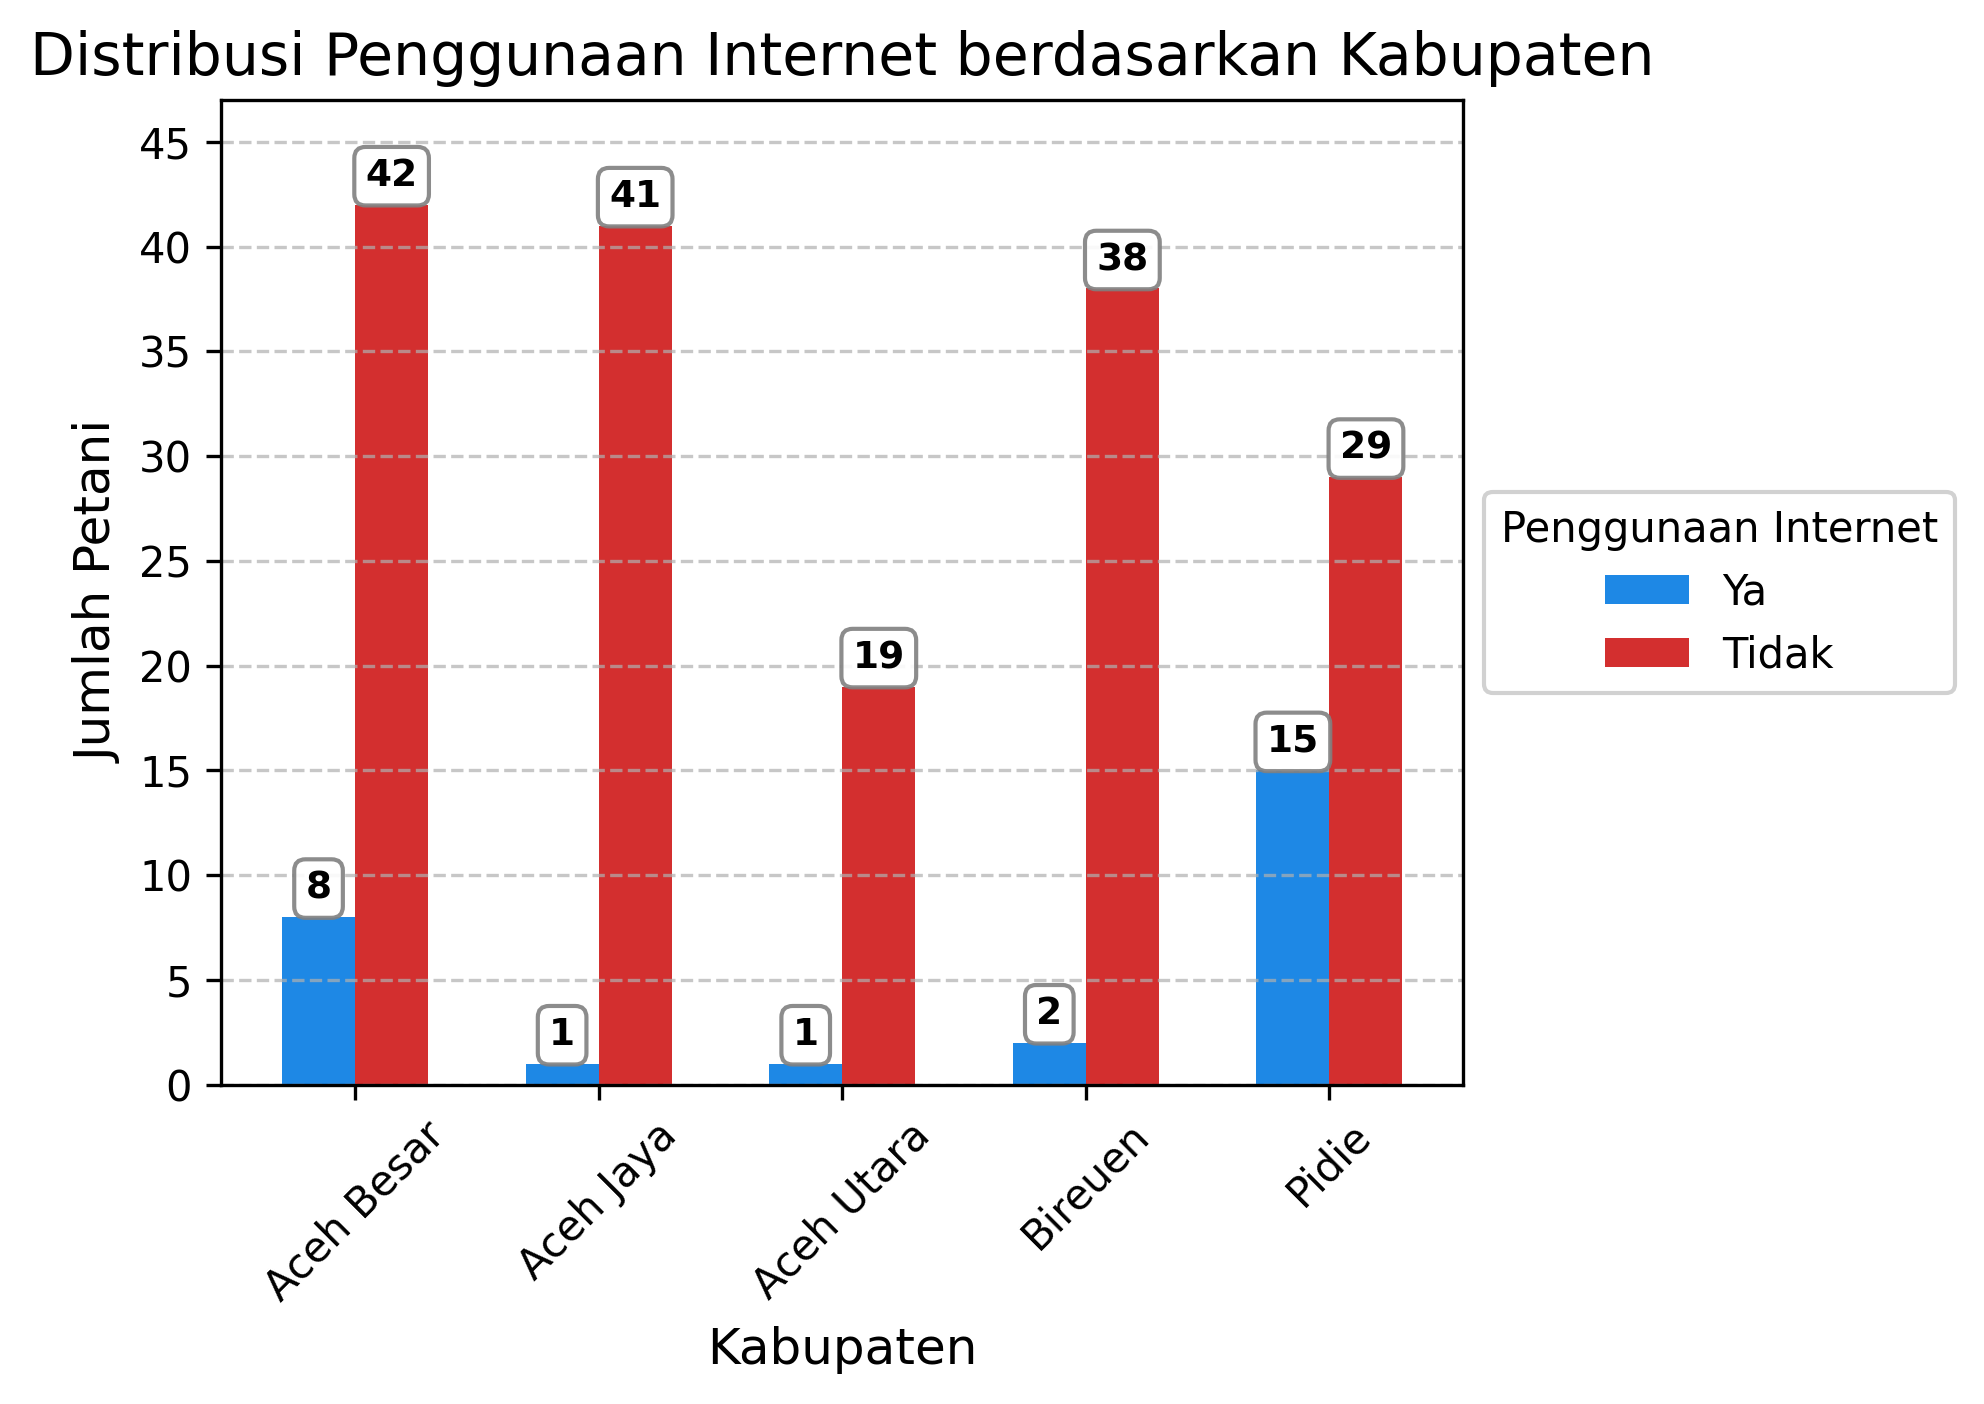 Distribusi Penggunaan Internet berdasarkan Kabupaten
Jumlah Petani
45
40
35
30
25
20
15
10
5
0
8
42
1
41
1
19
2
38
15
29
Aceh Besar
Aceh Jaya
Aceh Utara
Bireuen
Pidie
Kabupaten
Penggunaan Internet
Ya
Tidak